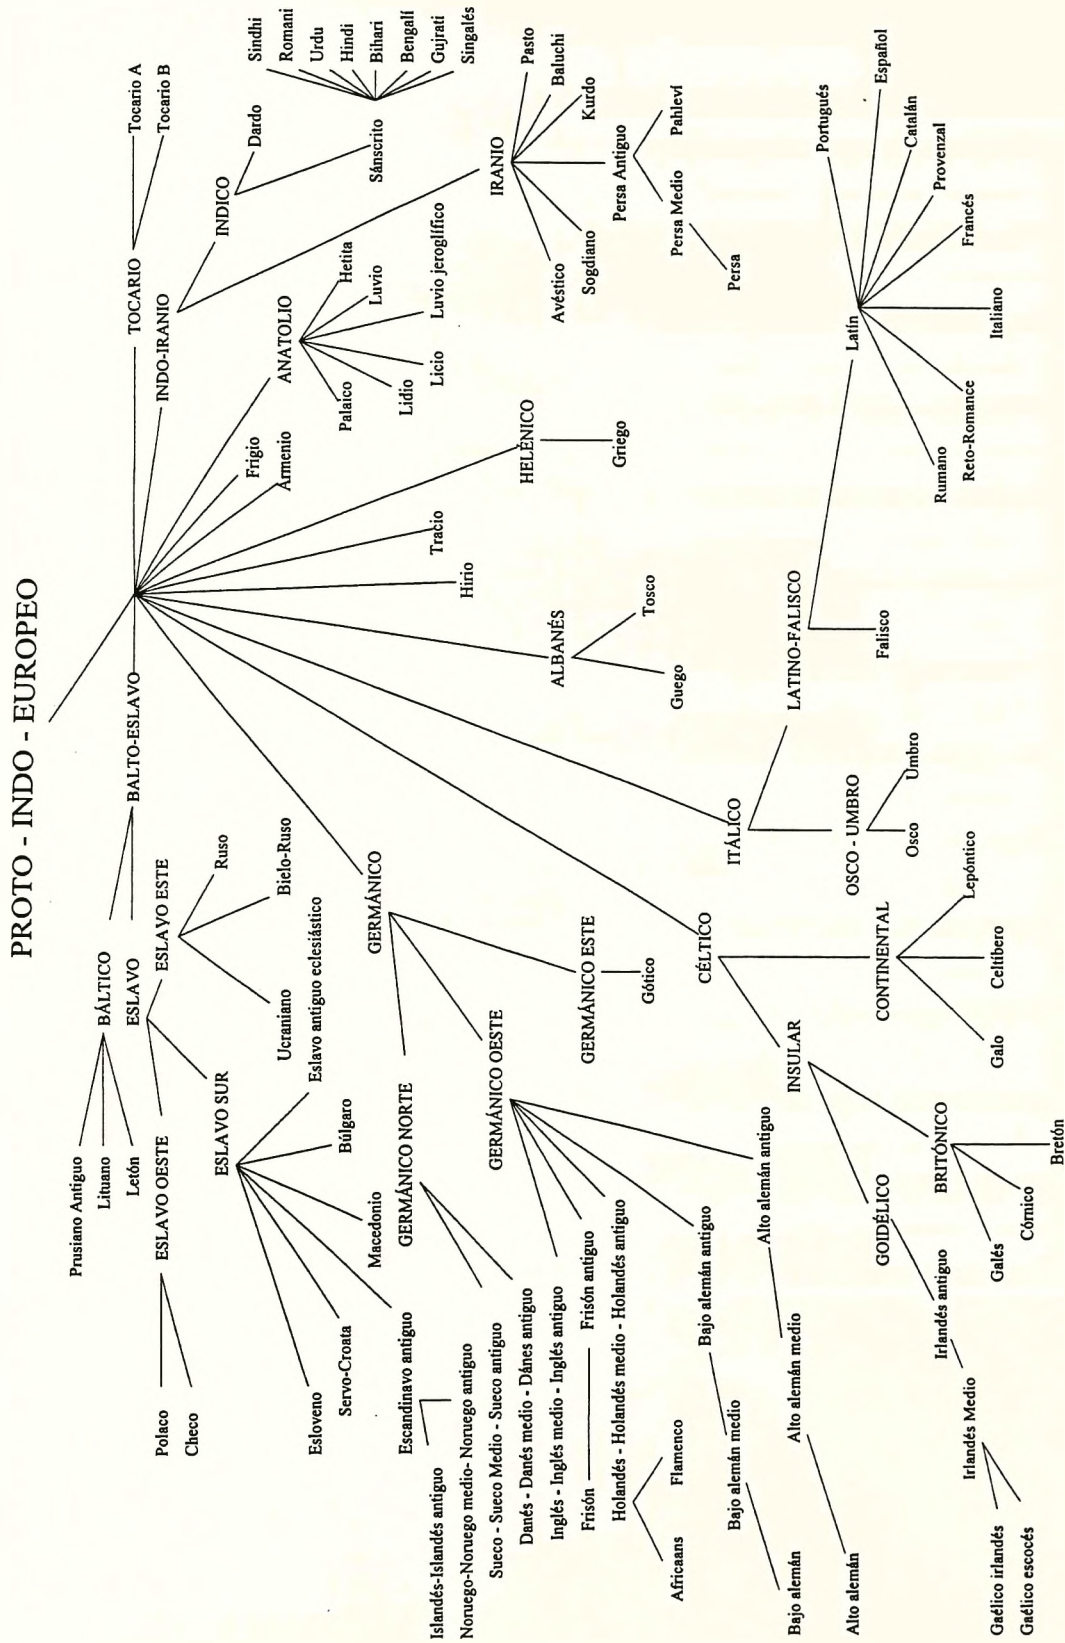 PROTO - INDO - EUROPEO
BALTO-ESLAVO
BÁLTICO
Prusiano Antiguo
Lituano
Letón
ESLAVO
ESLAVO OESTE
Polaco
Checo
ESLAVO ESTE
Ruso
Bielo-Ruso
Ucraniano
ESLAVO SUR
Eslavo antiguo eclesiástico
Búlgaro
Macedonio
Servo-Croata
Esloveno
GERMÁNICO
GERMÁNICO NORTE
Escandinavo antiguo
Islandés-Islandés antiguo
Noruego-Noruego medio- Noruego antiguo
Sueco - Sueco Medio - Sueco antiguo
Danés - Danés medio - Dánes antiguo
GERMÁNICO OESTE
Inglés - Inglés medio - Inglés antiguo
Frisón
Frisón antiguo
Holandés - Holandés medio - Holandés antiguo
Africaans
Flamenco
Bajo alemán antiguo
Bajo alemán medio
Bajo alemán
Alto alemán antiguo
Alto alemán medio
Alto alemán
GERMÁNICO ESTE
Gótico
CÉLTICO
INSULAR
GOIDÉLICO
Irlandés antiguo
Irlandés Medio
Gaélico irlandés
Gaélico escocés
BRITÓNICO
Galés
Córnico
Bretón
CONTINENTAL
Galo
Celtíbero
Lepóntico
ITÁLICO
OSCO - UMBRO
Osco
Umbro
LATINO-FALISCO
Falisco
Latín
Rumano
Reto-Romance
Italiano
Francés
Provenzal
Catalán
Español
Portugués
ALBANÉS
Guego
Tosco
Hirio
Tracio
HELÉNICO
Griego
Armenio
Frigio
ANATOLIO
Palaico
Lidio
Licio
Luvio jeroglífico
Luvio
Hetita
INDO-IRANIO
INDICO
Dardo
Sánscrito
Sindhi
Romani
Urdu
Hindi
Bihari
Bengalí
Gujrati
Singalés
IRANIO
Avéstico
Sogdiano
Persa Antiguo
Persa Medio
Persa
Pahleví
Kurdo
Baluchi
Pasto
TOCARIO
Tocario A
Tocario B